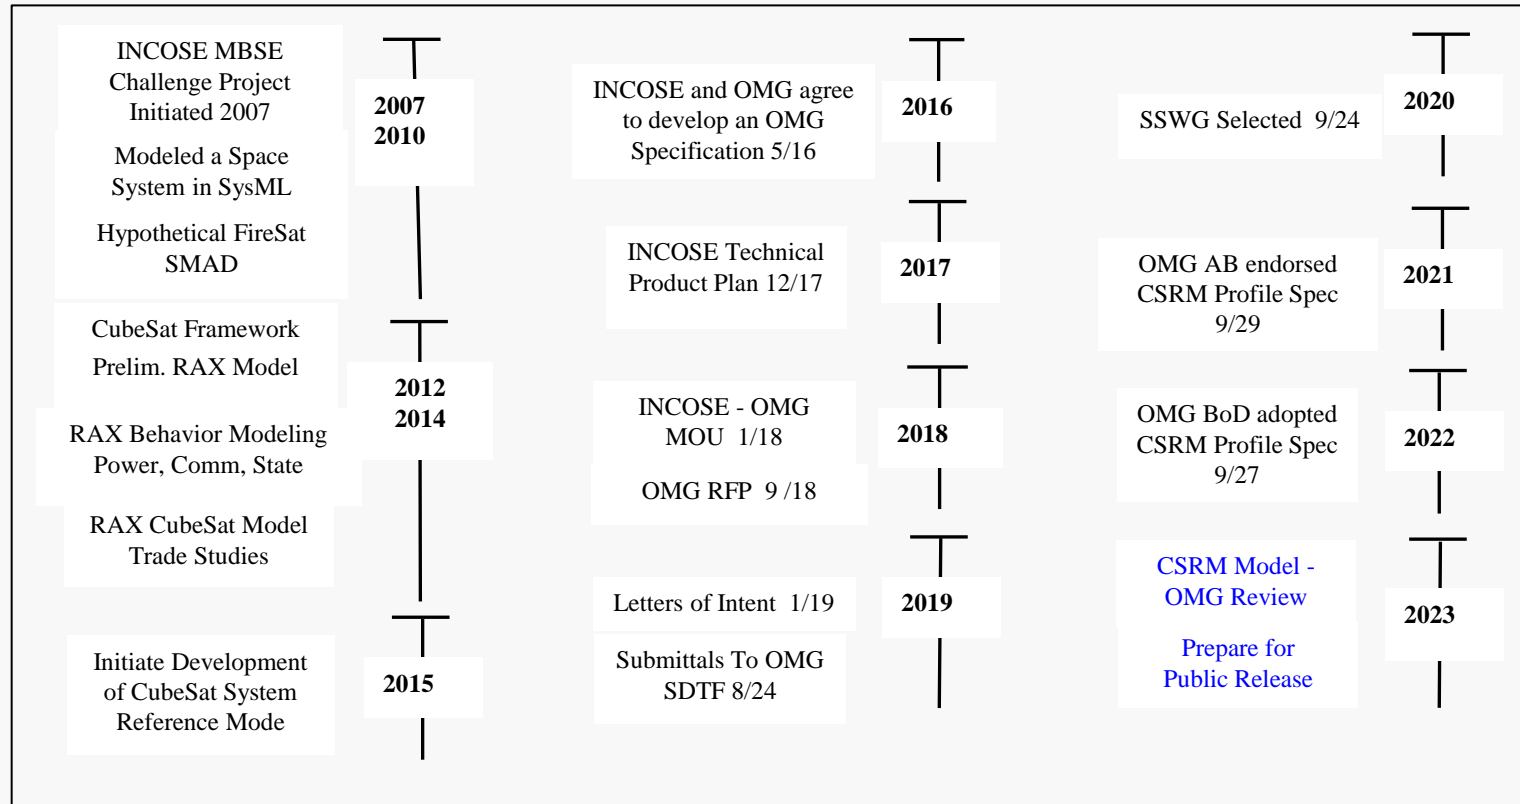 INCOSE MBSE
Challenge Project
Initiated 2007
2007
2010
Modeled a Space
System in SysML
Hypothetical FireSat
SMAD
CubeSat Framework
Prelim. RAX Model
2012
2014
RAX Behavior Modeling
Power, Comm, State
RAX CubeSat Model
Trade Studies
Initiate Development
of CubeSat System
Reference Mode
2015
INCOSE and OMG agree
to develop an OMG
Specification 5/16
2016
INCOSE Technical
Product Plan 12/17
2017
INCOSE - OMG
MOU 1/18
2018
OMG RFP 9 /18
Letters of Intent 1/19
2019
Submittals To OMG
SDTF 8/24
SSWG Selected 9/24
2020
OMG AB endorsed
CSRM Profile Spec
9/29
2021
OMG BoD adopted
CSRM Profile Spec
9/27
2022
CSRM Model -
OMG Review
2023
Prepare for
Public Release